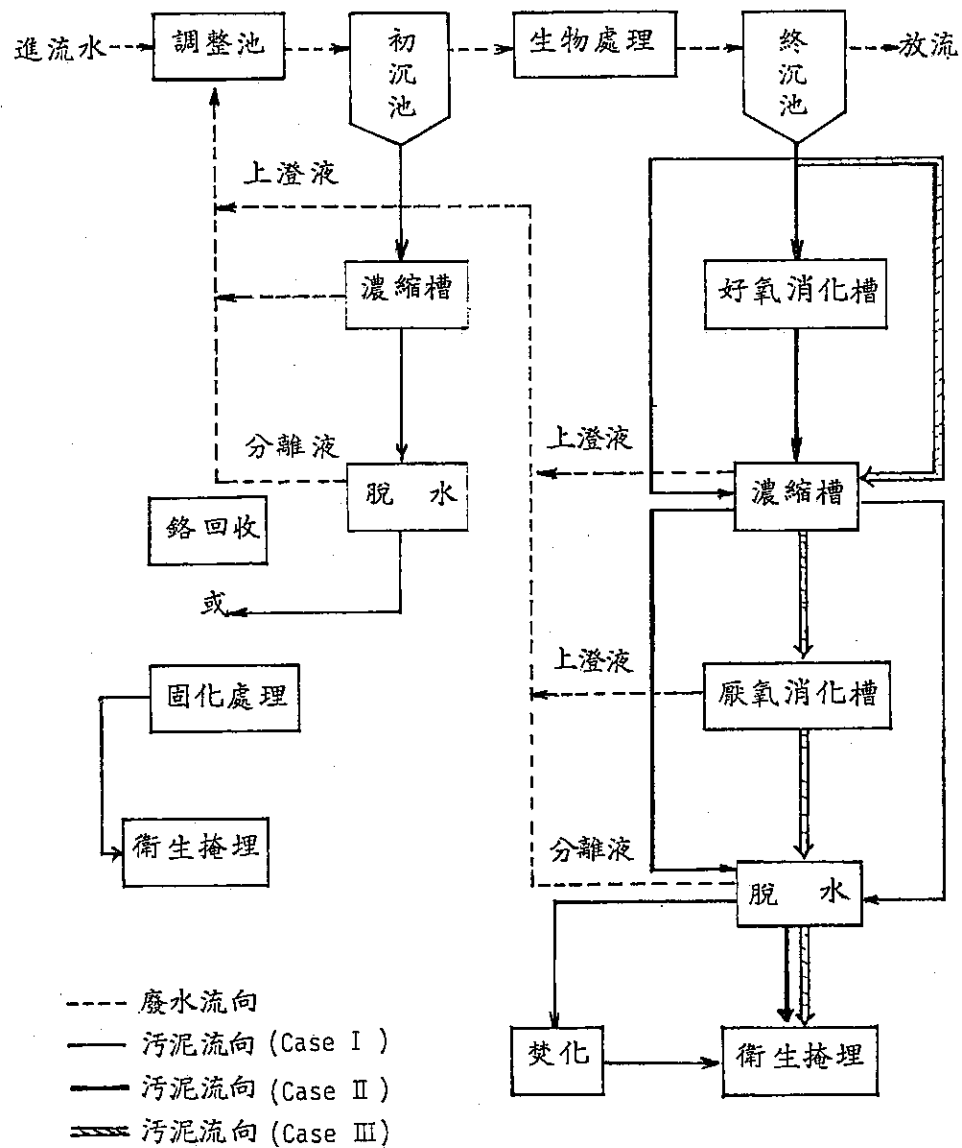 進流水
調整池
初沉池
生物處理
終沉池
放流
上澄液
濃縮槽
好氧消化槽
分離液
脫 水
上澄液
濃縮槽
鉻回收
或
上澄液
固化處理
厭氧消化槽
衛生掩埋
分離液
脫 水
焚化
衛生掩埋
廢水流向
汚泥流向 (Case I)
汚泥流向 (Case II)
汚泥流向 (Case III)